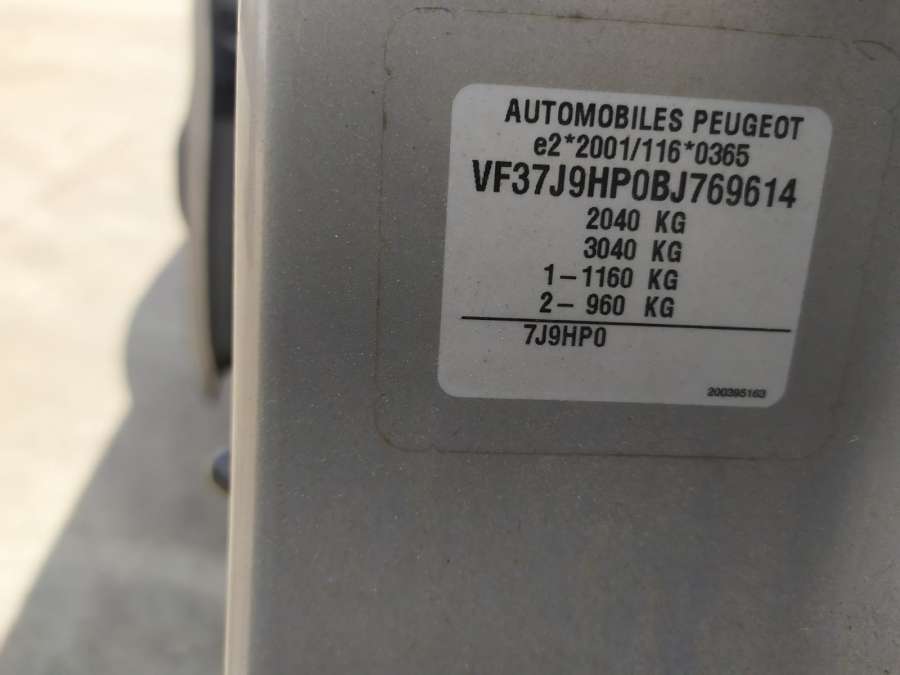 AUTOMOBILES PEUGEOT
e2*2001/116*0365
VF37J9HP0BJ769614
2040 KG
3040 KG
1-1160 KG
2- 960 KG
7J9HP0
200395163